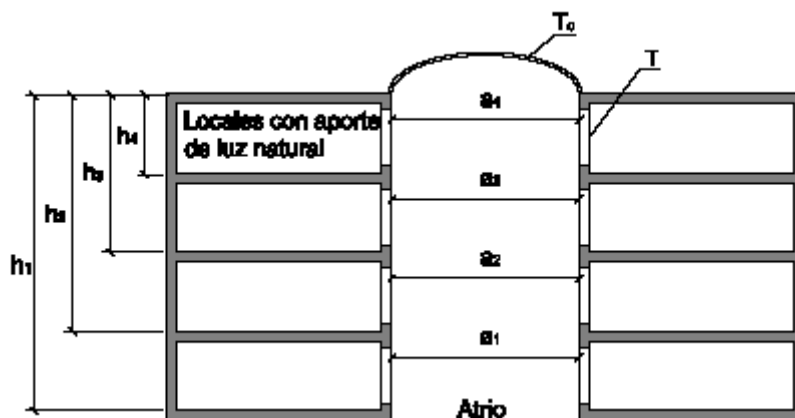 Tc
T
a4
Locales con aporte
de luz natural
h4
a3
h3
h2
a2
h1
a1
Atrio